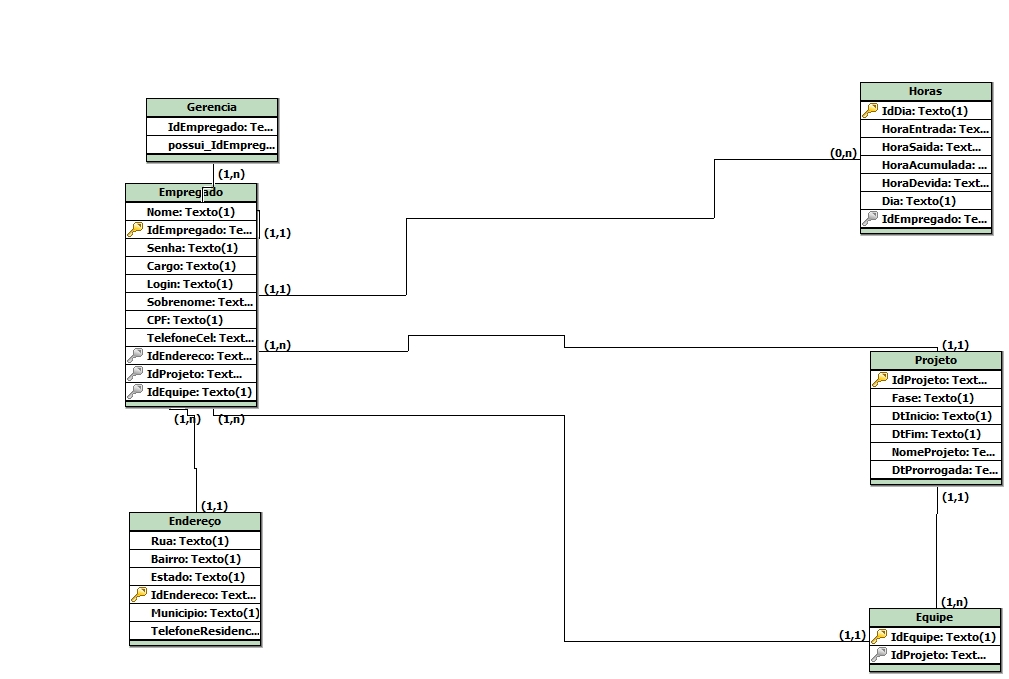 Gerencia
IdEmpregado: Te...
possui_IdEmpreg...
(1,n)
Empregado
Nome: Texto(1)
IdEmpregado: Te...
Senha: Texto(1)
Cargo: Texto(1)
Login: Texto(1)
Sobrenome: Text...
CPF: Texto(1)
TelefoneCel: Text...
IdEndereco: Text...
IdProjeto: Text...
IdEquipe: Texto(1)
(1,1)
(1,1)
(1,n)
(1,n)
(1,n)
(1,1)
Endereço
Rua: Texto(1)
Bairro: Texto(1)
Estado: Texto(1)
IdEndereco: Text...
Municipio: Texto(1)
TelefoneResidenc...
Horas
IdDia: Texto(1)
HoraEntrada: Tex...
HoraSaida: Text...
HoraAcumulada: ...
HoraDevida: Text...
Dia: Texto(1)
IdEmpregado: Te...
(0,n)
(1,1)
Projeto
IdProjeto: Text...
Fase: Texto(1)
DtInicio: Texto(1)
DtFim: Texto(1)
NomeProjeto: Te...
DtProrrogada: Te...
(1,1)
(1,n)
Equipe
(1,1)
IdEquipe: Texto(1)
IdProjeto: Text...